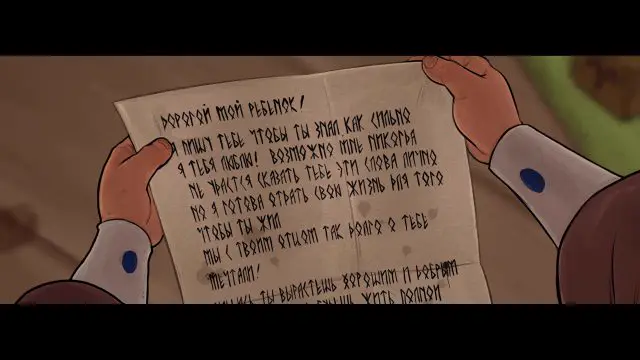 ДОРОГОЙ МОЙ РЕБЕНОК!
Я ПИШУ ТЕБЕ ЧТОБЫ ТЫ ЗНАЛ КАК СИЛЬНО
Я ТЕБЯ ЛЮБЛЮ! ВОЗМОЖНО МНЕ НИКОГДА
НЕ УДАСТСЯ СКАЗАТЬ ТЕБЕ ЭТИ СЛОВА ЛИЧНО
НО Я ГОТОВА ОТДАТЬ СВОЮ ЖИЗНЬ ДЛЯ ТОГО
ЧТОБЫ ТЫ ЖИЛ
МЫ С ТВОИМ ОТЦОМ ТАК ДОЛГО О ТЕБЕ
МЕЧТАЛИ!
ТЫ ВЫРАСТЕШЬ ХОРОШИМ И ДОБРЫМ
ЖИТЬ ПОЛНОЙ